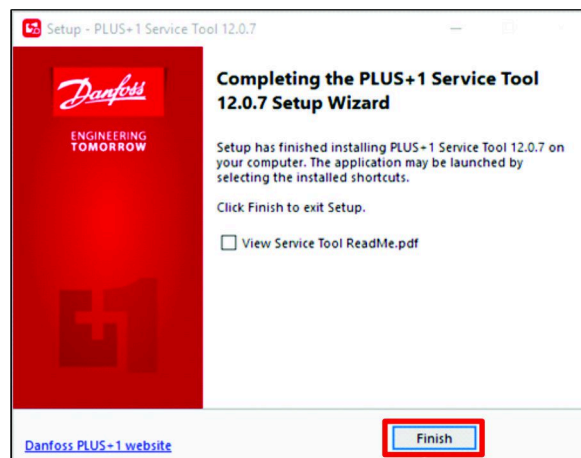 Setup - PLUS+1 Service Tool 12.0.7
Danfoss
ENGINEERING
TOMORROW
Completing the PLUS+1 Service Tool
12.0.7 Setup Wizard
Setup has finished installing PLUS+1 Service Tool 12.0.7 on
your computer. The application may be launched by
selecting the installed shortcuts.
Click Finish to exit Setup.
View Service Tool ReadMe.pdf
+1
Danfoss PLUS+1 website
Finish